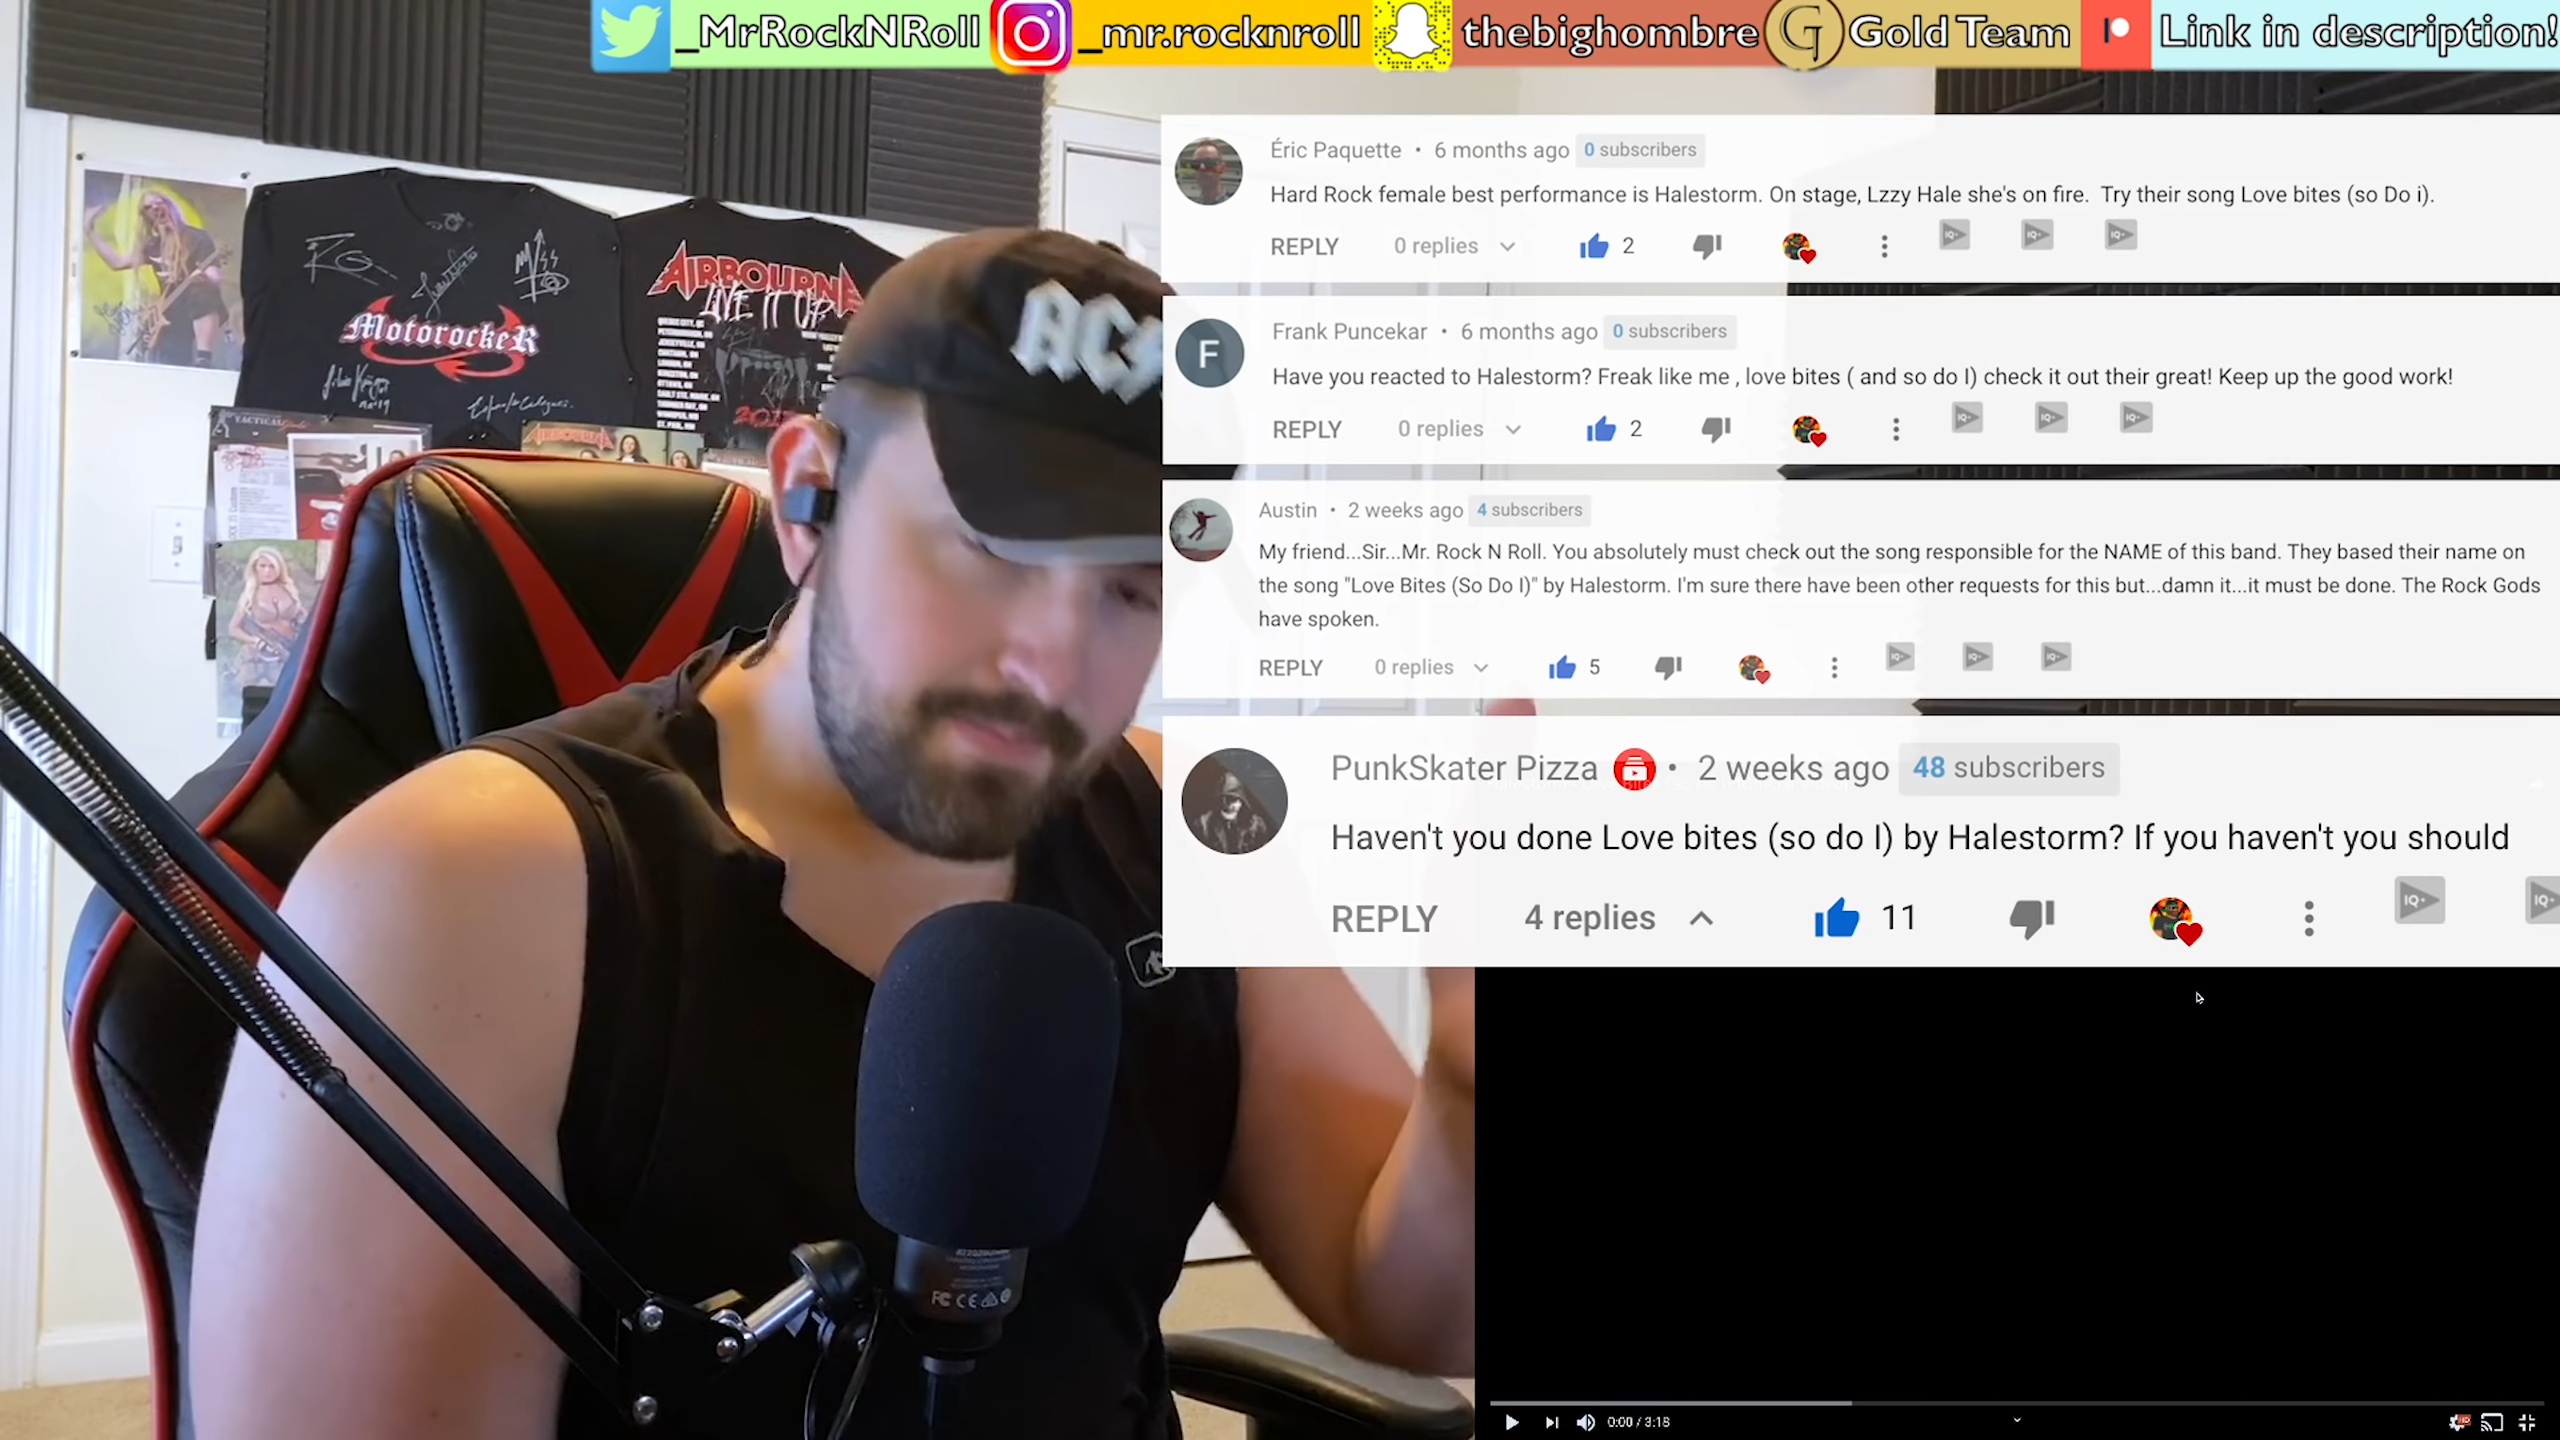 _MrRockNRoll _mr.rocknroll thebighombre Gold Team Link in description!
Éric Paquette • 6 months ago 0 subscribers
Hard Rock female best performance is Halestorm. On stage, Lzzy Hale she's on fire. Try their song Love bites (so Do i).
REPLY 0 replies 2
F
Frank Puncekar • 6 months ago 0 subscribers
Have you reacted to Halestorm? Freak like me , love bites ( and so do I) check it out their great! Keep up the good work!
REPLY 0 replies 2
Austin • 2 weeks ago 4 subscribers
My friend...Sir...Mr. Rock N Roll. You absolutely must check out the song responsible for the NAME of this band. They based their name on
the song "Love Bites (So Do I)" by Halestorm. I'm sure there have been other requests for this but...damn it...it must be done. The Rock Gods
have spoken.
REPLY 0 replies 5
PunkSkater Pizza • 2 weeks ago 48 subscribers
Haven't you done Love bites (so do I) by Halestorm? If you haven't you should
REPLY 4 replies 11
0:00 / 3:18
MotorockeR
AIRBOURNE
LIVE IT UP
TACTICAL
AIRBOURNE
FC CE